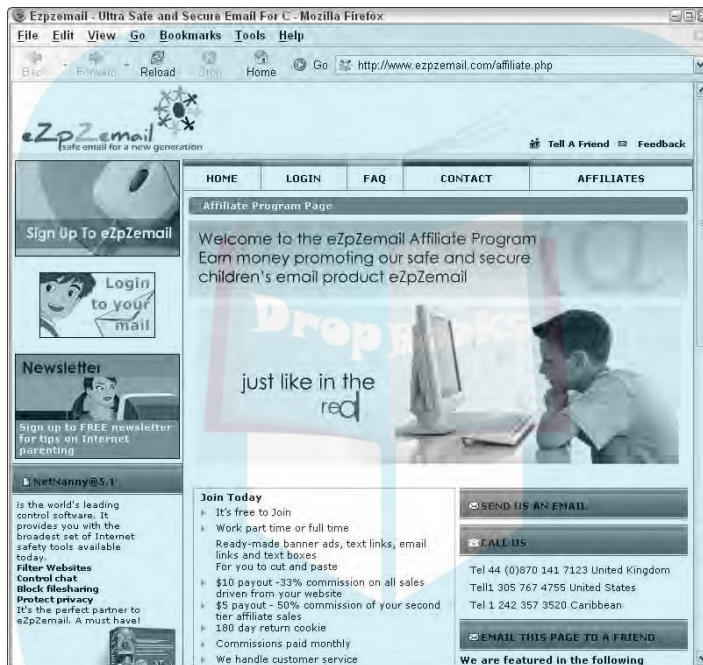 Ezpzemail - Ultra Safe and Secure Email For C - Mozilla Firefox
File Edit View Go Bookmarks Tools Help
Back Forward Reload Stop Home Go http://www.ezpzemail.com/affiliate.php
eZpZemail
safe email for a new generation
Tell A Friend Feedback
HOME LOGIN FAQ CONTACT AFFILIATES
Sign Up To eZpZemail
Login
to your
mail
Newsletter
Sign up to FREE newsletter
for tips on Internet
parenting
NetNanny@5.1
is the world's leading
control software. It
provides you with the
broadest set of Internet
safety tools available
today.
Filter Websites
Control chat
Block filesharing
Protect privacy
It's the perfect partner to
eZpZemail. A must have!
Affiliate Program Page
Welcome to the eZpZemail Affiliate Program
Earn money promoting our safe and secure
children's email product eZpZemail
Drop Books
just like in the
red
Join Today
It's free to Join
Work part time or full time
Ready-made banner ads, text links, email
links and text boxes
For you to cut and paste
$10 payout -33% commission on all sales
driven from your website
$5 payout - 50% commission of your second
tier affiliate sales
180 day return cookie
Commissions paid monthly
We handle customer service
SEND US AN EMAIL
CALL US
Tel 44 (0)870 141 7123 United Kingdom
Tell1 305 767 4755 United States
Tel 1 242 357 3520 Caribbean
EMAIL THIS PAGE TO A FRIEND
We are featured in the following